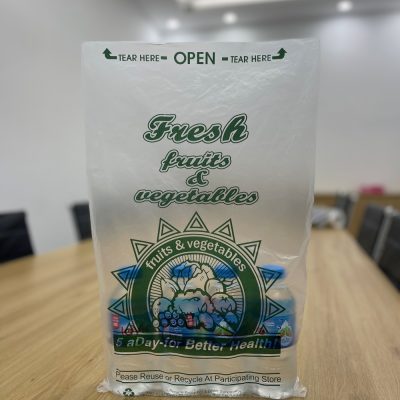 TEAR HERE OPEN TEAR HERE
Fresh
fruits
&
vegetables
fruits & vegetables
5 aDay-for Better Health!
Please Reuse or Recycle At Participating Store